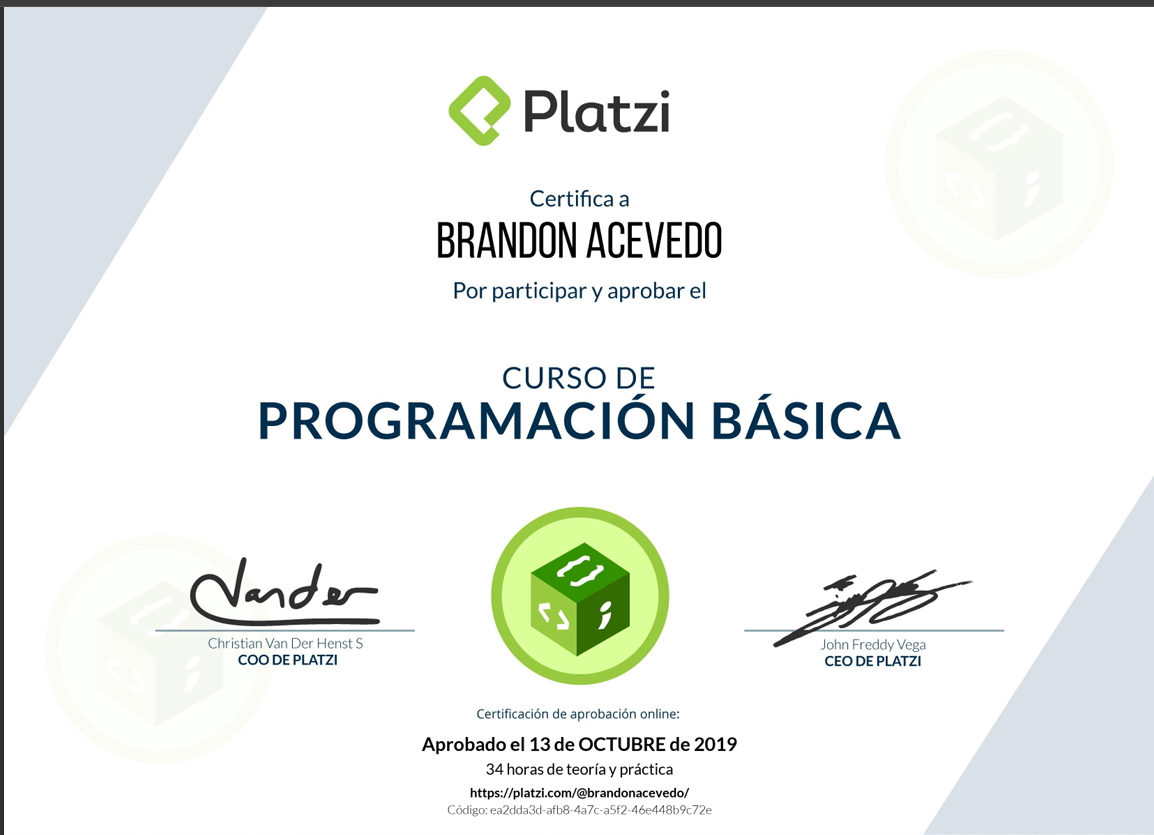 Platzi
Certifica a
BRANDON ACEVEDO
Por participar y aprobar el
CURSO DE
PROGRAMACIÓN BÁSICA
Vander
Christian Van Der Henst S
COO DE PLATZI
John Freddy Vega
CEO DE PLATZI
Certificación de aprobación online:
Aprobado el 13 de OCTUBRE de 2019
34 horas de teoría y práctica
https://platzi.com/@brandonacevedo/
Código: ea2dda3d-afb8-4a7c-a5f2-46e448b9c72e